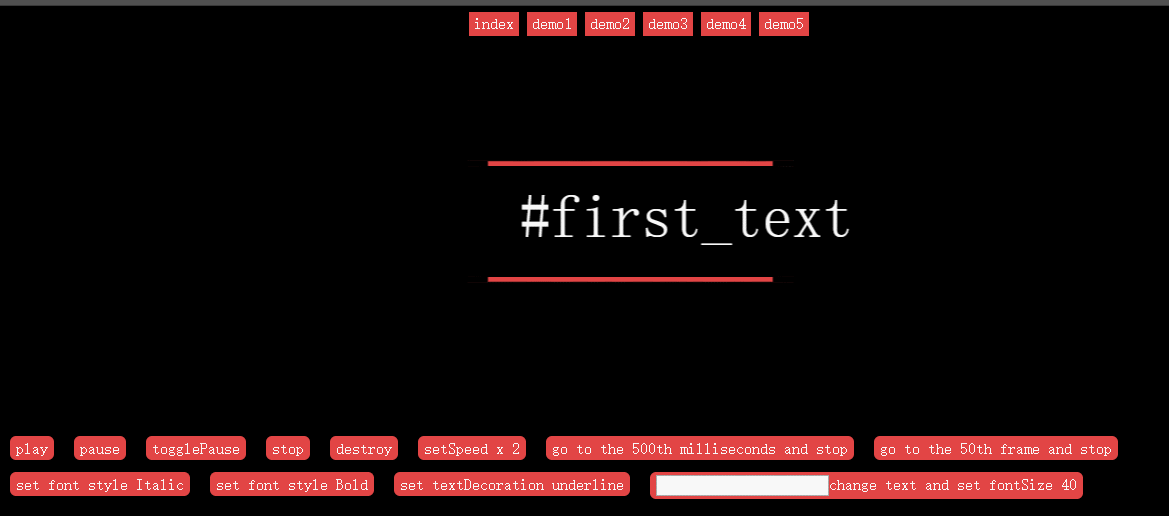 index demo1 demo2 demo3 demo4 demo5
#first_text
play pause togglePause stop destroy setSpeed x 2 go to the 500th milliseconds and stop go to the 50th frame and stop
set font style Italic set font style Bold set textDecoration underline change text and set fontSize 40